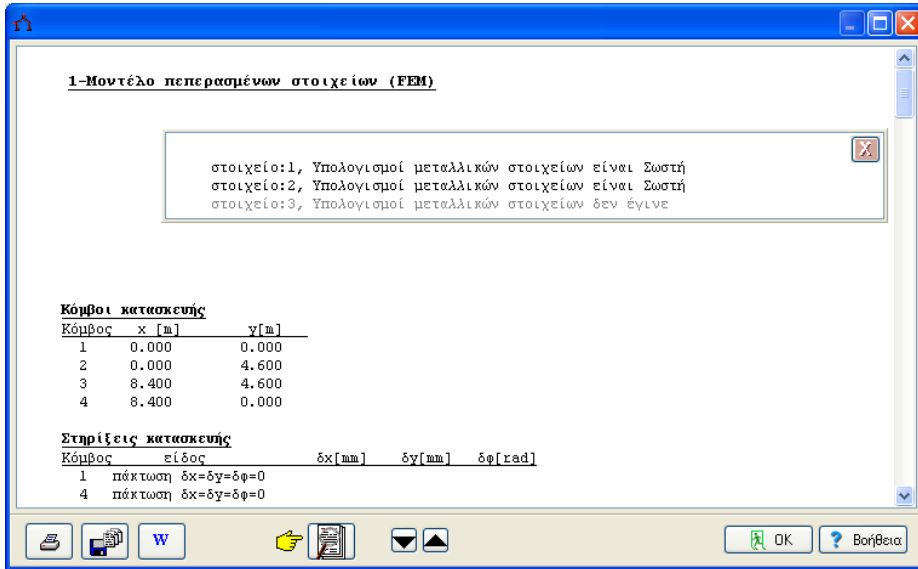 1-Μοντέλο πεπερασμένων στοιχείων (FEM)
X
στοιχείο:1, Υπολογισμοί μεταλλικών στοιχείων είναι Σωστή
στοιχείο:2, Υπολογισμοί μεταλλικών στοιχείων είναι Σωστή
στοιχείο:3, Υπολογισμοί μεταλλικών στοιχείων δεν έγινε
Κόμβοι κατασκευής
Κόμβος x [m] y[m]
1 0.000 0.000
2 0.000 4.600
3 8.400 4.600
4 8.400 0.000
Στηρίξεις κατασκευής
Κόμβος είδος δx[mm] δy[mm] δφ[rad]
1 πάκτωση δx=δy=δφ=0
4 πάκτωση δx=δy=δφ=0
W OK ? Βοήθεια